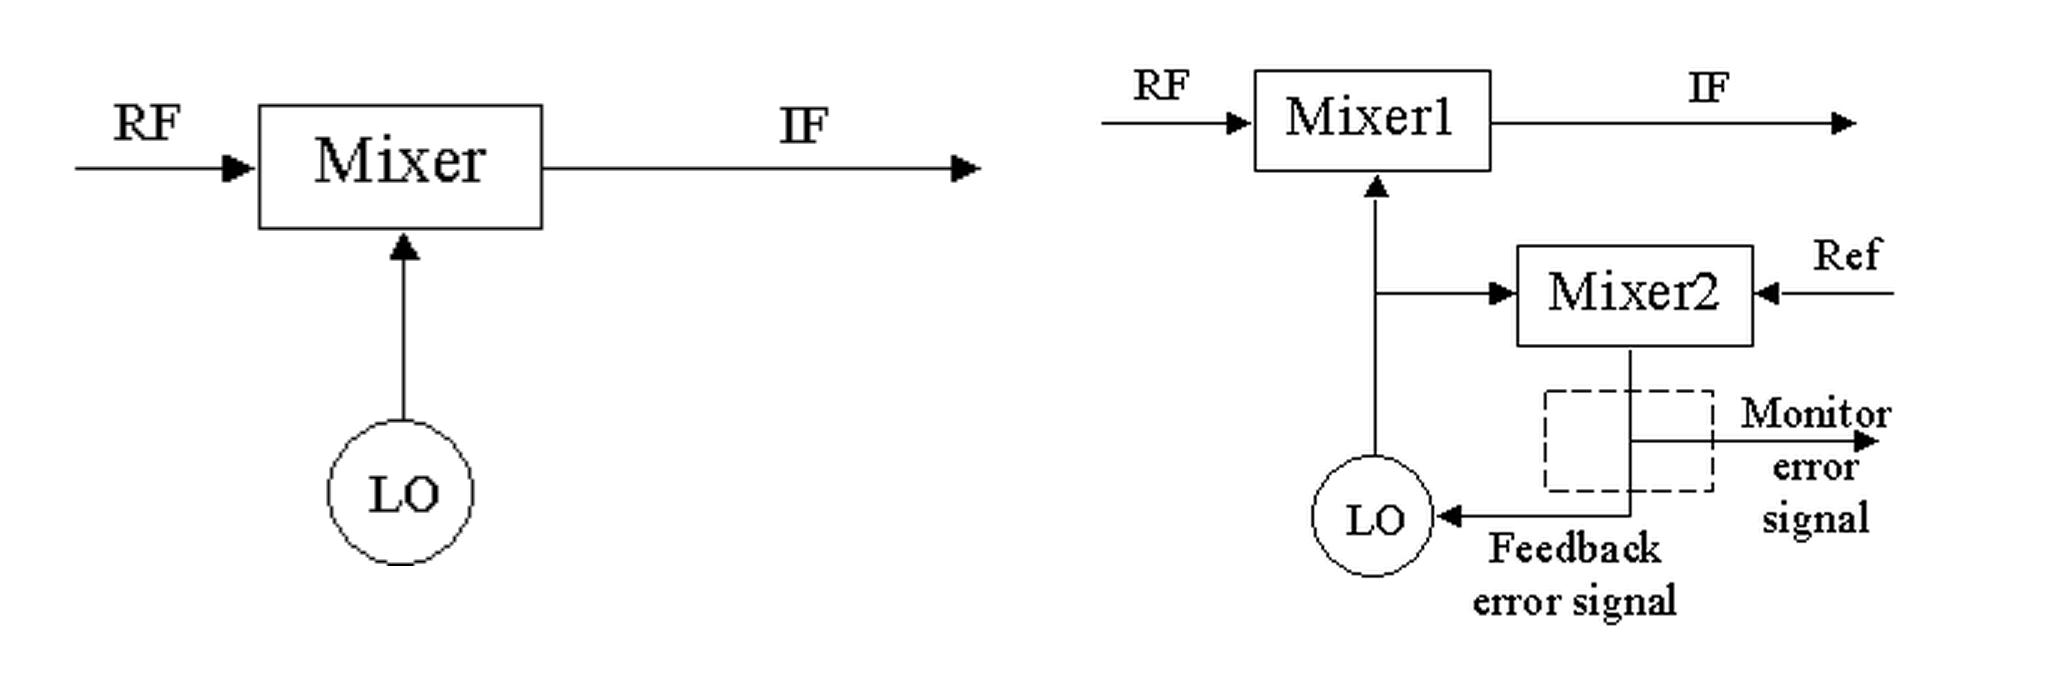 RF
Mixer
IF
LO
RF
Mixer1
IF
Mixer2
Ref
Monitor
error
signal
LO
Feedback
error signal